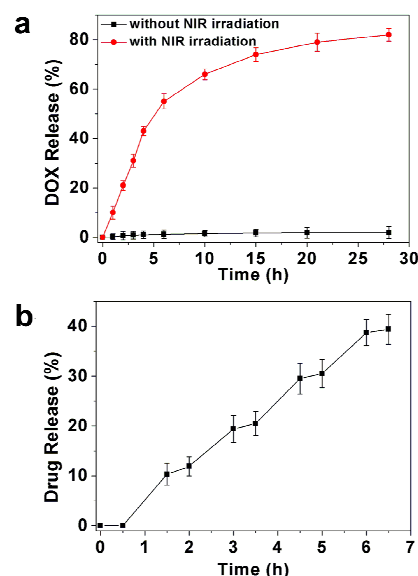 a
without NIR irradiation
with NIR irradiation
DOX Release (%)
80
60
40
20
0
0 5 10 15 20 25 30
Time (h)
b
Drug Release (%)
40
30
20
10
0
0 1 2 3 4 5 6 7
Time (h)